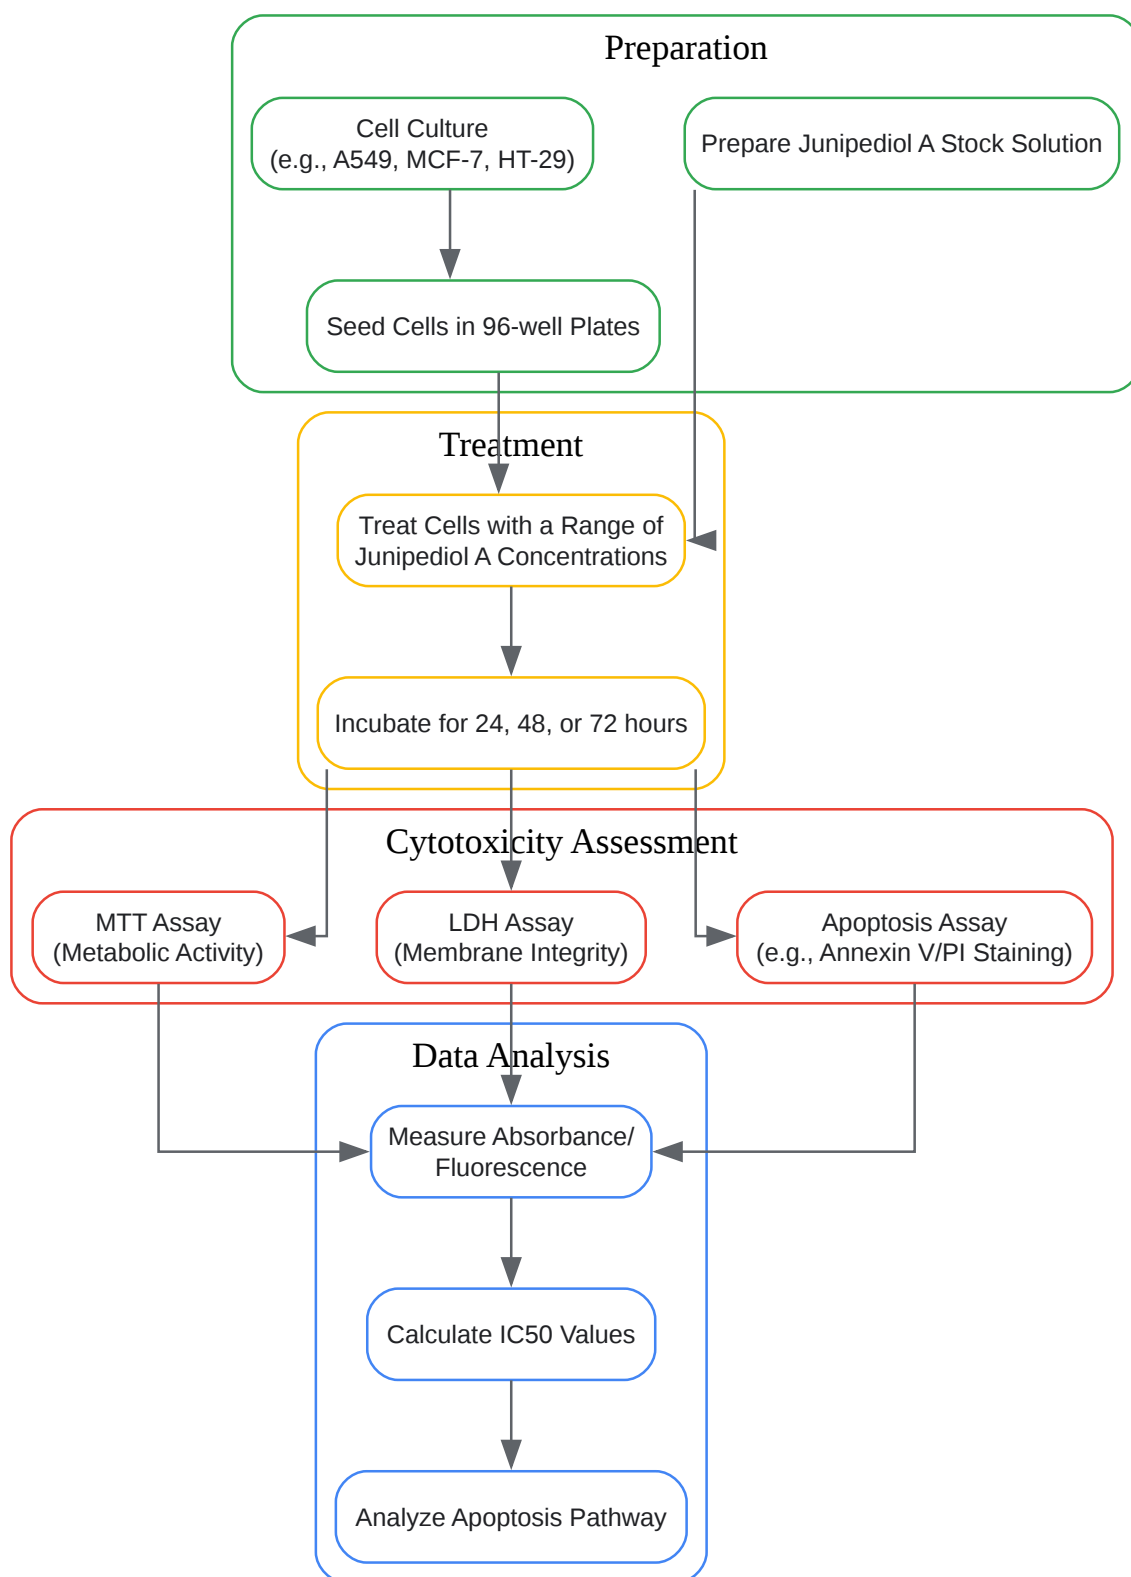 Preparation
Cell Culture
(e.g., A549, MCF-7, HT-29)
Prepare Junipediol A Stock Solution
Seed Cells in 96-well Plates
Treatment
Treat Cells with a Range of
Junipediol A Concentrations
Incubate for 24, 48, or 72 hours
Cytotoxicity Assessment
MTT Assay
(Metabolic Activity)
LDH Assay
(Membrane Integrity)
Apoptosis Assay
(e.g., Annexin V/PI Staining)
Data Analysis
Measure Absorbance/
Fluorescence
Calculate IC50 Values
Analyze Apoptosis Pathway